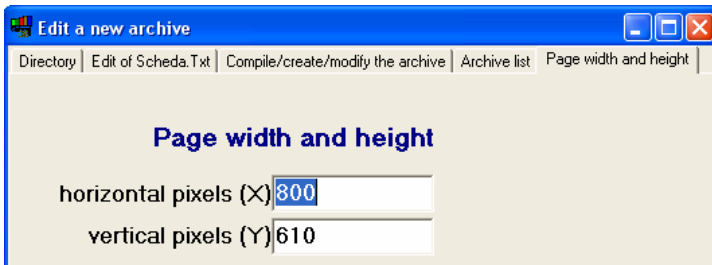 Edit a new archive
Directory Edit of Scheda.Txt Compile/create/modify the archive Archive list Page width and height
Page width and height
horizontal pixels (X) 800
vertical pixels (Y) 610